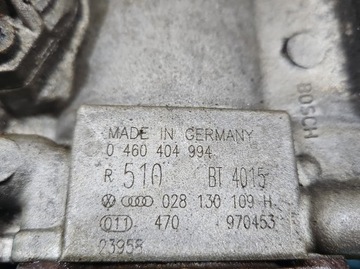 MADE IN GERMANY
0 460 404 994
R 510 BT 4015
028 130 109 H
011 470 970453
23958
BOSCH